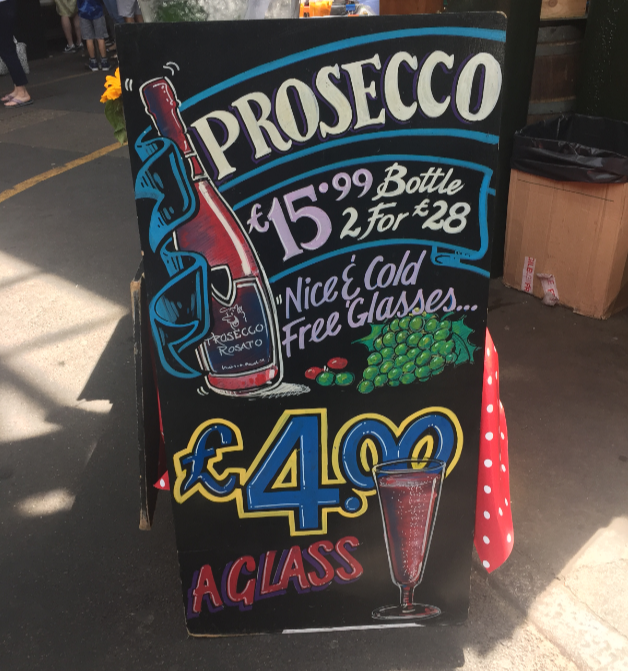 PROSECCO
£15.99 Bottle
2 For £28
"Nice & Cold
Free Glasses...
PROSECCO
ROSATO
£4.00
A GLASS